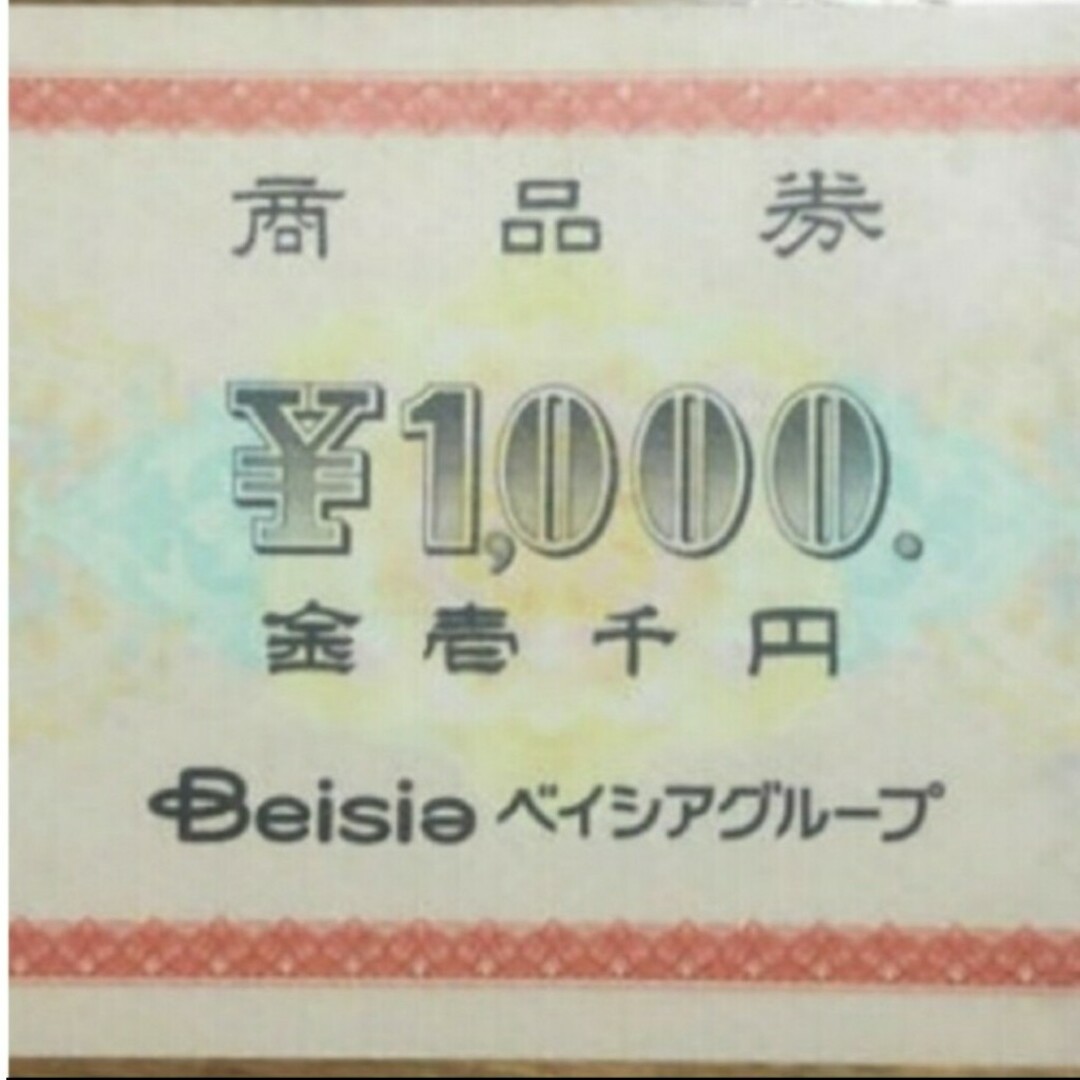 商品券
¥1,000.
金壱千円
Beisia ベイシアグループ